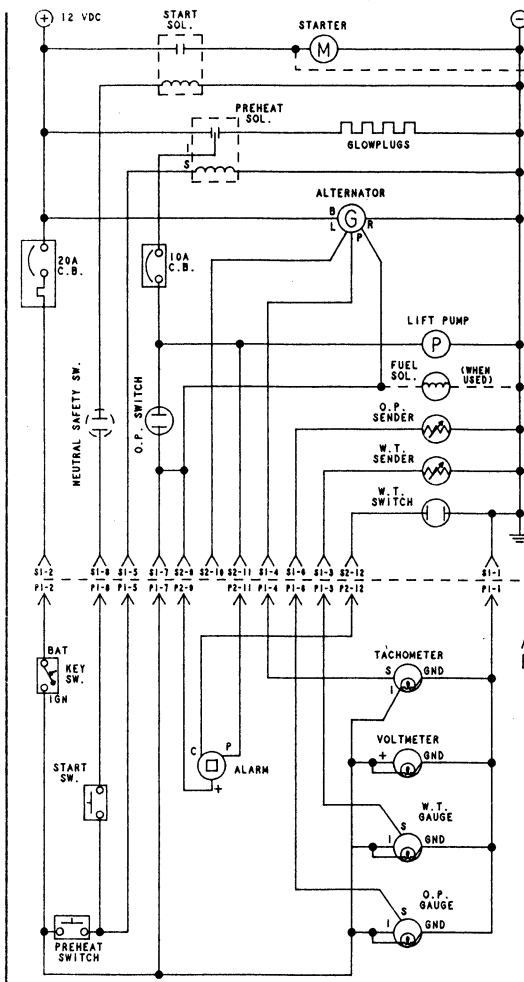 + 12 VDC
START
SOL.
STARTER
M
−
PREHEAT
SOL.
S
GLOWPLUGS
ALTERNATOR
B
L
G
R
P
20A
C.B.
10A
C.B.
LIFT PUMP
P
FUEL
SOL.
(WHEN
USED)
NEUTRAL SAFETY SW.
O.P. SWITCH
O.P.
SENDER
W.T.
SENDER
W.T.
SWITCH
S1-2 S1-8 S1-5 S1-7 S2-9 S2-10 S2-11 S1-4 S1-6 S1-3 S2-12 S1-1
P1-2 P1-8 P1-5 P1-7 P2-9 P2-11 P1-4 P1-6 P1-3 P2-12 P1-1
BAT
KEY
SW.
IGN
TACHOMETER
S GND
I
VOLTMETER
+ GND
C P
ALARM
+
START
SW.
W.T.
GAUGE
S
I GND
O.P.
GAUGE
S
I GND
PREHEAT
SWITCH